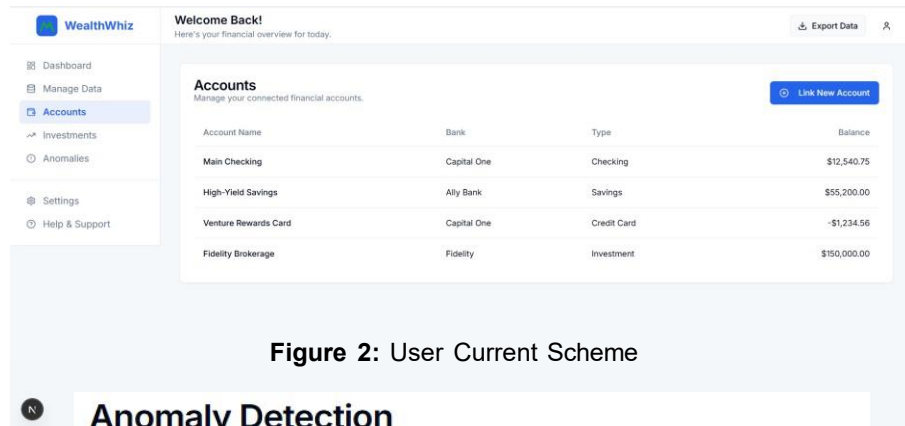 WealthWhiz
Welcome Back!
Here's your financial overview for today.
Export Data
Dashboard
Manage Data
Accounts
Investments
Anomalies
Settings
Help & Support
Accounts
Manage your connected financial accounts.
Link New Account
Account Name Bank Type Balance
Main Checking Capital One Checking $12,540.75
High-Yield Savings Ally Bank Savings $55,200.00
Venture Rewards Card Capital One Credit Card -$1,234.56
Fidelity Brokerage Fidelity Investment $150,000.00
Figure 2: User Current Scheme
N
Anomaly Detection